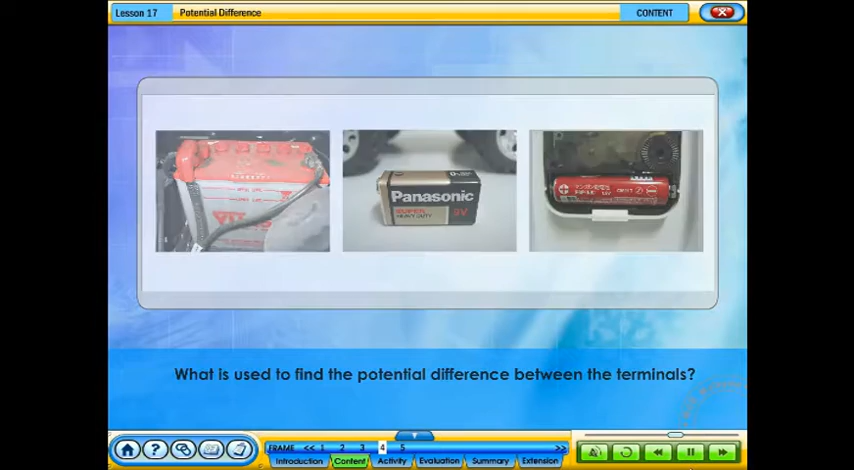 Lesson 17
Potential Difference
CONTENT
Panasonic
SUPER
HEAVY DUTY
9V
What is used to find the potential difference between the terminals?
FRAME << 1 2 3 4 5 >>
Introduction Content Activity Evaluation Summary Extension